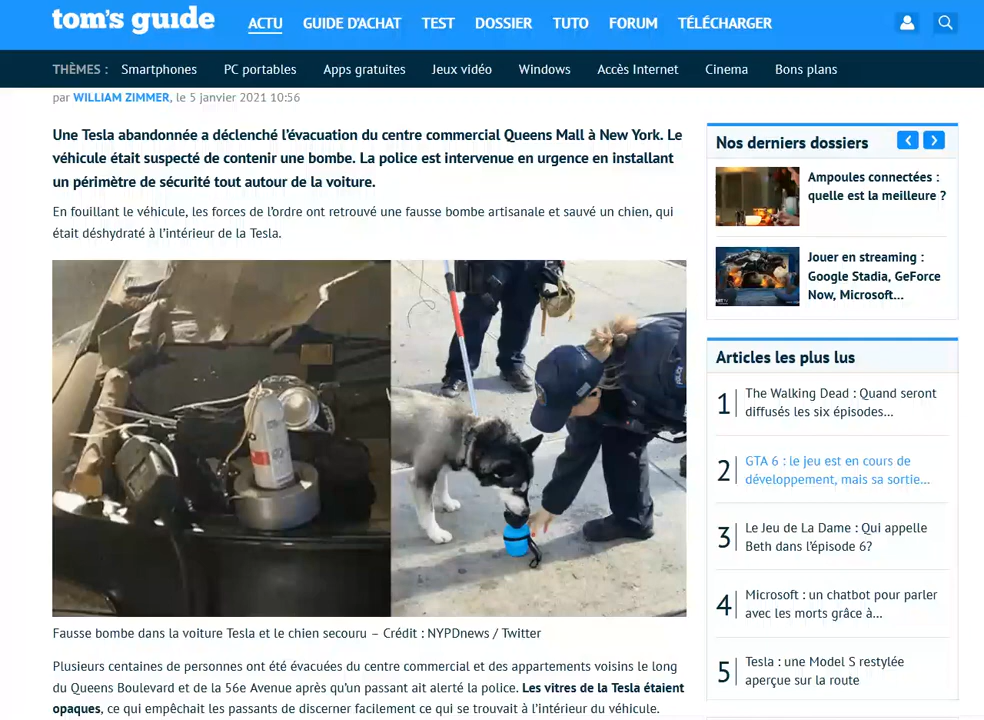 tom's guide
ACTU GUIDE D'ACHAT TEST DOSSIER TUTO FORUM TÉLÉCHARGER
THÈMES : Smartphones PC portables Apps gratuites Jeux vidéo Windows Accès Internet Cinema Bons plans
par WILLIAM ZIMMER, le 5 janvier 2021 10:56
Une Tesla abandonnée a déclenché l'évacuation du centre commercial Queens Mall à New York. Le
véhicule était suspecté de contenir une bombe. La police est intervenue en urgence en installant
un périmètre de sécurité tout autour de la voiture.
En fouillant le véhicule, les forces de l'ordre ont retrouvé une fausse bombe artisanale et sauvé un chien, qui
était déshydraté à l'intérieur de la Tesla.
Fausse bombe dans la voiture Tesla et le chien secouru – Crédit : NYPDnews / Twitter
Plusieurs centaines de personnes ont été évacuées du centre commercial et des appartements voisins le long
du Queens Boulevard et de la 56e Avenue après qu'un passant ait alerté la police. Les vitres de la Tesla étaient
opaques, ce qui empêchait les passants de discerner facilement ce qui se trouvait à l'intérieur du véhicule.
Nos derniers dossiers
Ampoules connectées :
quelle est la meilleure ?
Jouer en streaming :
Google Stadia, GeForce
Now, Microsoft...
Articles les plus lus
1 The Walking Dead : Quand seront
diffusés les six épisodes...
2 GTA 6 : le jeu est en cours de
développement, mais sa sortie...
3 Le Jeu de La Dame : Qui appelle
Beth dans l'épisode 6?
4 Microsoft : un chatbot pour parler
avec les morts grâce à...
5 Tesla : une Model S restylée
aperçue sur la route